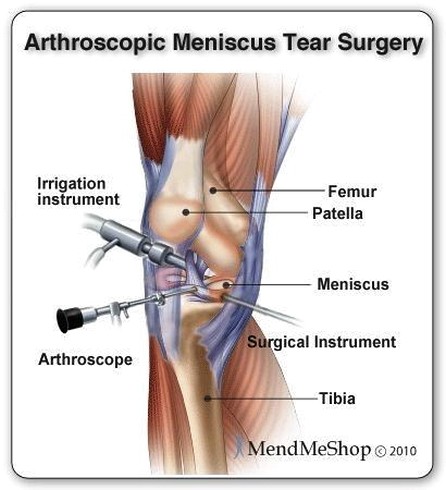 Arthroscopic Meniscus Tear Surgery
Irrigation
instrument
Femur
Patella
Meniscus
Surgical Instrument
Arthroscope
Tibia
MendMeShop © 2010